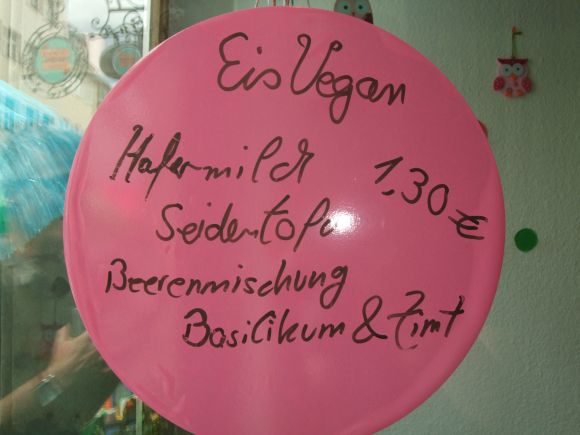 Eis Vegan
Hafermilch 1,30 €
Seidentofu
Beerenmischung
Basilikum & Zimt